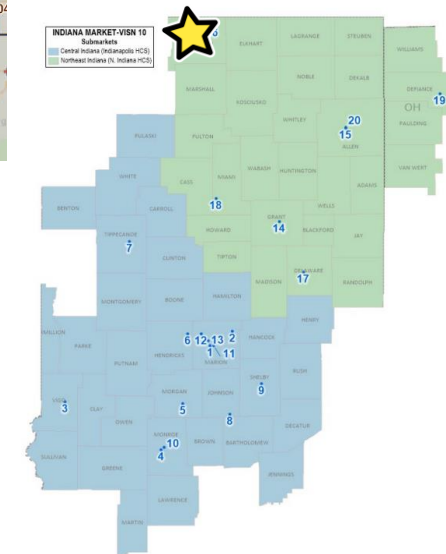 04
INDIANA MARKET-VISN 10
Submarkets
Central Indiana (Indianapolis HCS)
Northeast Indiana (N. Indiana HCS)
ELKHART
LAGRANGE
STEUBEN
WILLIAMS
NOBLE
DEKALB
MARSHALL
KOSCIUSKO
DEFIANCE
19
OH
WHITLEY
20
15
ALLEN
PAULDING
PULASKI
FULTON
WHITE
CASS
MIAMI
WABASH
HUNTINGTON
VAN WERT
ADAMS
BENTON
CARROLL
18
WELLS
GRANT
14
BLACKFORD
JAY
TIPPECANOE
7
HOWARD
CLINTON
TIPTON
DELAWARE
17
RANDOLPH
MADISON
MONTGOMERY
BOONE
HAMILTON
HENRY
6
12
13
2
1
11
MARION
HANCOCK
PARKE
HENDRICKS
PUTNAM
RUSH
SHELBY
9
VIGO
3
CLAY
MORGAN
5
JOHNSON
OWEN
8
DECATUR
MONROE
10
4
BROWN
BARTHOLOMEW
SULLIVAN
GREENE
JENNINGS
LAWRENCE
MARTIN